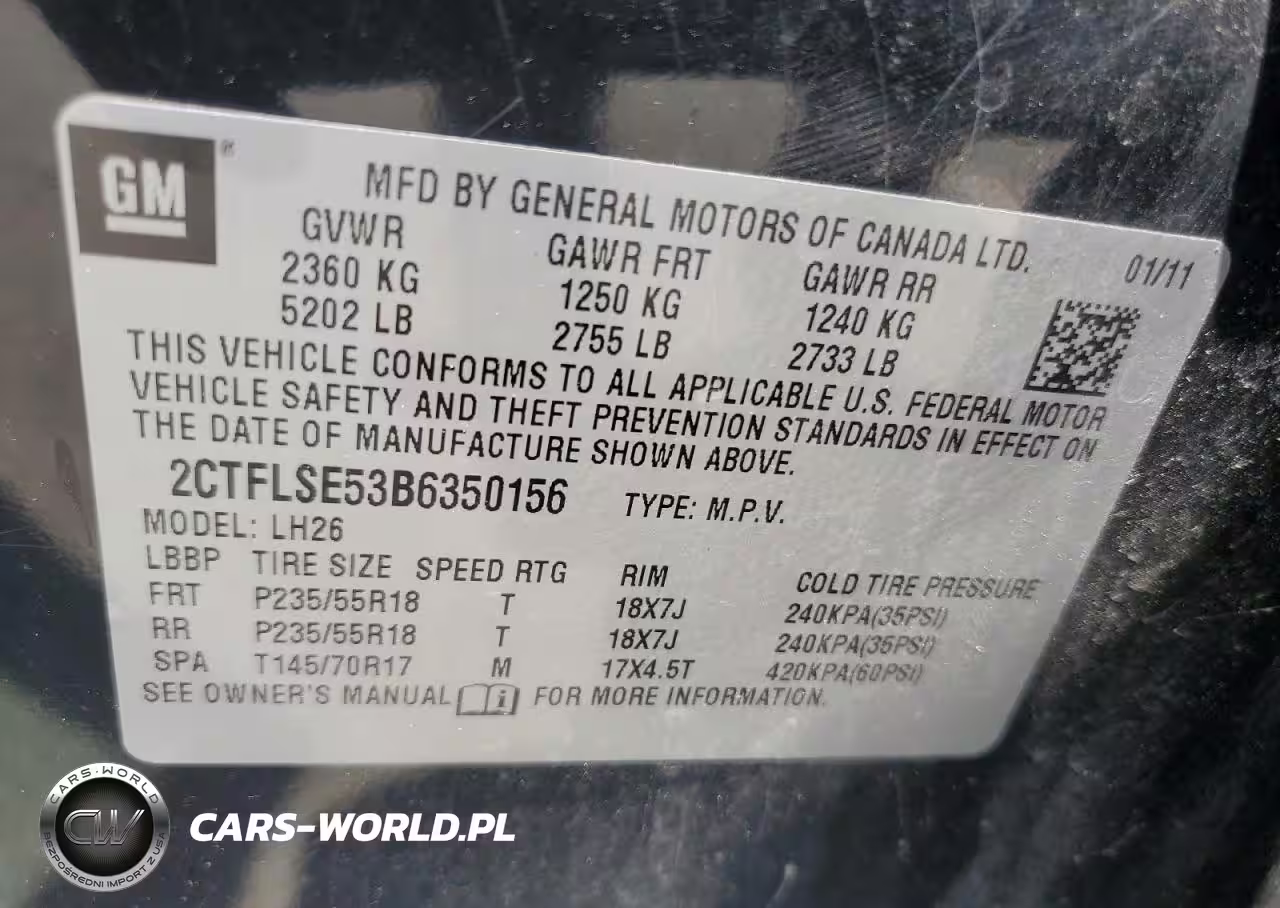 GM®
MFD BY GENERAL MOTORS OF CANADA LTD.
GVWR GAWR FRT GAWR RR 01/11
2360 KG 1250 KG 1240 KG
5202 LB 2755 LB 2733 LB
THIS VEHICLE CONFORMS TO ALL APPLICABLE U.S. FEDERAL MOTOR
VEHICLE SAFETY AND THEFT PREVENTION STANDARDS IN EFFECT ON
THE DATE OF MANUFACTURE SHOWN ABOVE.
2CTFLSE53B6350156 TYPE: M.P.V.
MODEL: LH26
LBBP TIRE SIZE SPEED RTG RIM COLD TIRE PRESSURE
FRT P235/55R18 T 18X7J 240KPA(35PSI)
RR P235/55R18 T 18X7J 240KPA(35PSI)
SPA T145/70R17 M 17X4.5T 420KPA(60PSI)
SEE OWNER'S MANUAL i FOR MORE INFORMATION.
CARS-WORLD
CW
BEZPOŚREDNI IMPORT Z USA
CARS-WORLD.PL